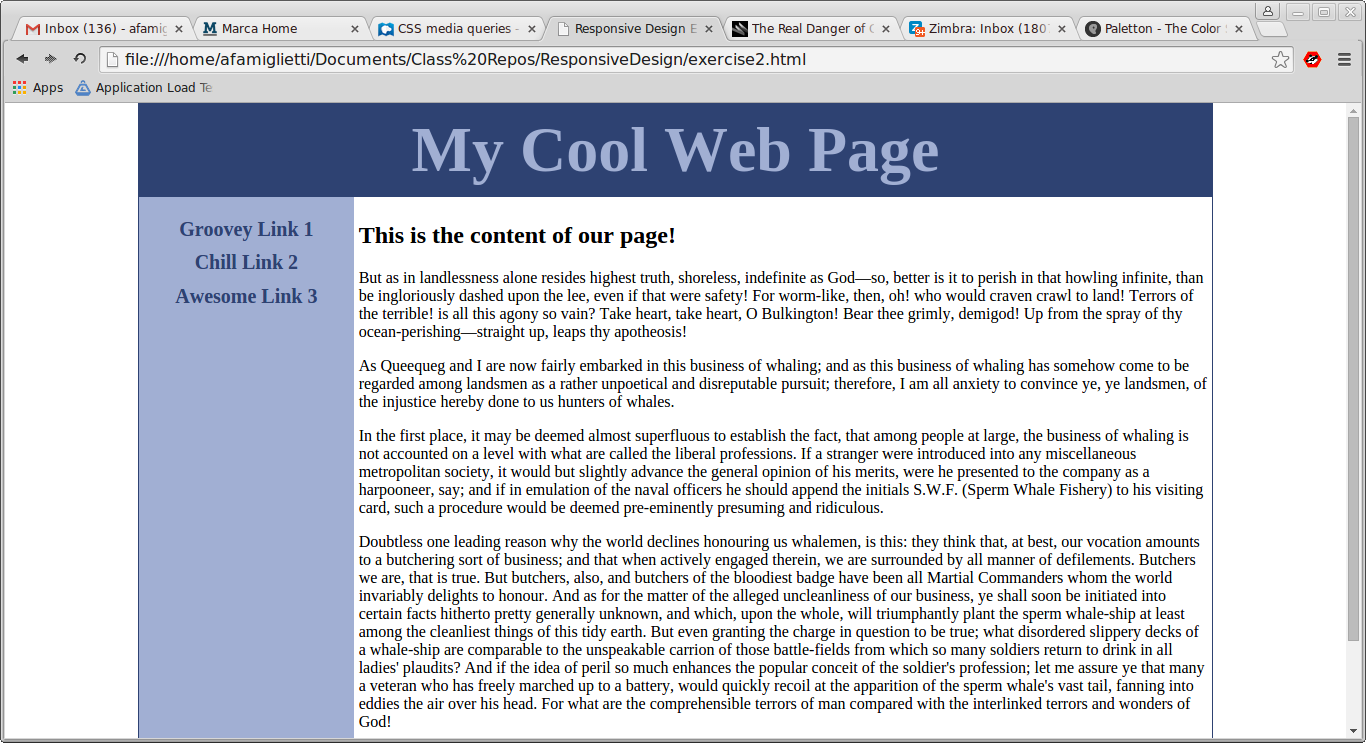 Inbox (136) - afamig
Marca Home
CSS media queries -
Responsive Design E
The Real Danger of
Zimbra: Inbox (180
Paletton - The Color
file:///home/afamiglietti/Documents/Class%20Repos/ResponsiveDesign/exercise2.html
Apps
Application Load Te
My Cool Web Page
Groovey Link 1
Chill Link 2
Awesome Link 3
This is the content of our page!
But as in landlessness alone resides highest truth, shoreless, indefinite as God—so, better is it to perish in that howling infinite, than
be ingloriously dashed upon the lee, even if that were safety! For worm-like, then, oh! who would craven crawl to land! Terrors of
the terrible! is all this agony so vain? Take heart, take heart, O Bulkington! Bear thee grimly, demigod! Up from the spray of thy
ocean-perishing—straight up, leaps thy apotheosis!
As Queequeg and I are now fairly embarked in this business of whaling; and as this business of whaling has somehow come to be
regarded among landsmen as a rather unpoetical and disreputable pursuit; therefore, I am all anxiety to convince ye, ye landsmen, of
the injustice hereby done to us hunters of whales.
In the first place, it may be deemed almost superfluous to establish the fact, that among people at large, the business of whaling is
not accounted on a level with what are called the liberal professions. If a stranger were introduced into any miscellaneous
metropolitan society, it would but slightly advance the general opinion of his merits, were he presented to the company as a
harpooneer, say; and if in emulation of the naval officers he should append the initials S.W.F. (Sperm Whale Fishery) to his visiting
card, such a procedure would be deemed pre-eminently presuming and ridiculous.
Doubtless one leading reason why the world declines honouring us whalemen, is this: they think that, at best, our vocation amounts
to a butchering sort of business; and that when actively engaged therein, we are surrounded by all manner of defilements. Butchers
we are, that is true. But butchers, also, and butchers of the bloodiest badge have been all Martial Commanders whom the world
invariably delights to honour. And as for the matter of the alleged uncleanliness of our business, ye shall soon be initiated into
certain facts hitherto pretty generally unknown, and which, upon the whole, will triumphantly plant the sperm whale-ship at least
among the cleanliest things of this tidy earth. But even granting the charge in question to be true; what disordered slippery decks of
a whale-ship are comparable to the unspeakable carrion of those battle-fields from which so many soldiers return to drink in all
ladies' plaudits? And if the idea of peril so much enhances the popular conceit of the soldier's profession; let me assure ye that many
a veteran who has freely marched up to a battery, would quickly recoil at the apparition of the sperm whale's vast tail, fanning into
eddies the air over his head. For what are the comprehensible terrors of man compared with the interlinked terrors and wonders of
God!